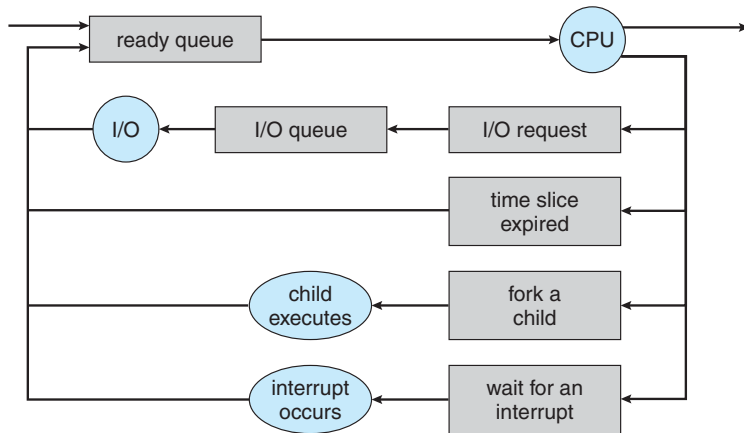 ready queue
CPU
I/O
I/O queue
I/O request
time slice
expired
child
executes
fork a
child
interrupt
occurs
wait for an
interrupt